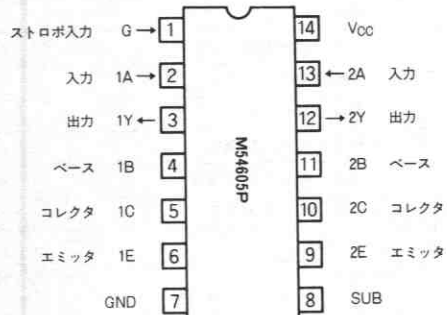 ストロボ入力 G→ 1
入力 1A→ 2
出力 1Y← 3
ベース 1B 4
コレクタ 1C 5
エミッタ 1E 6
GND 7
M54605P
14 VCC
13 ←2A 入力
12 →2Y 出力
11 2B ベース
10 2C コレクタ
9 2E エミッタ
8 SUB